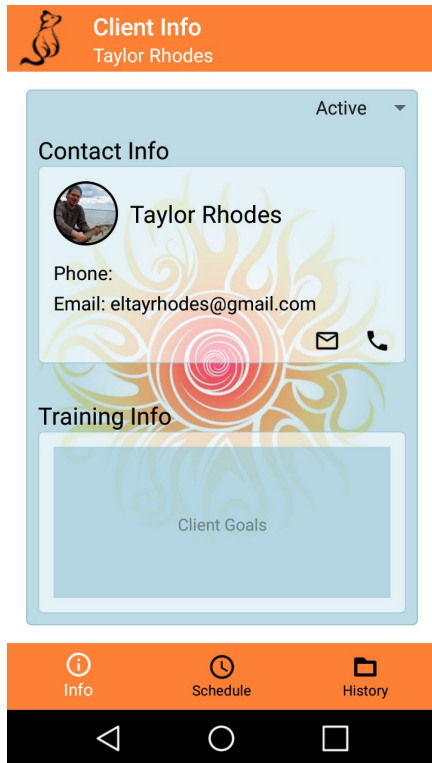 Client Info
Taylor Rhodes
Active
Contact Info
Taylor Rhodes
Phone:
Email: eltayrhodes@gmail.com
Training Info
Client Goals
Info
Schedule
History